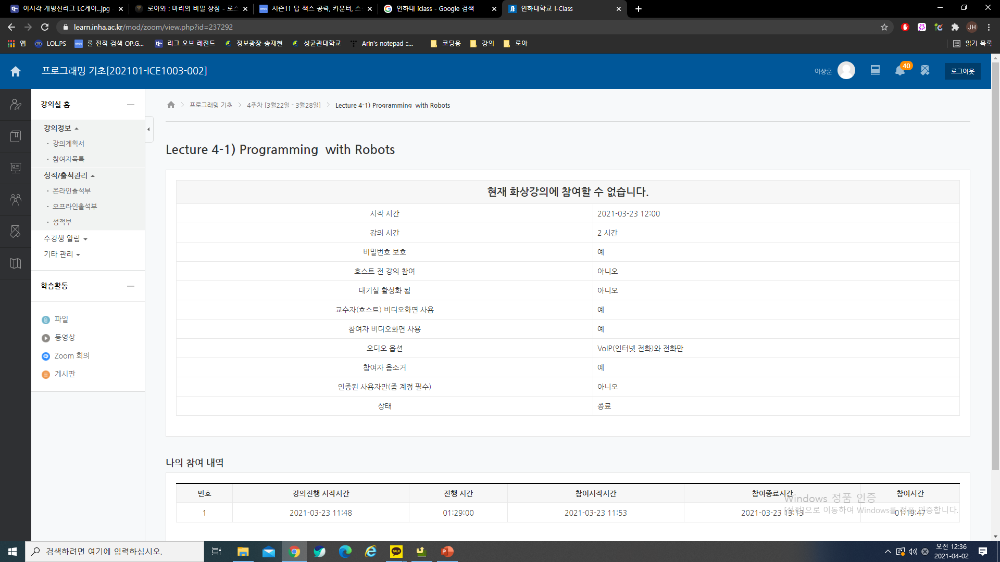 이시각 개병신리그 LC게이...jpg
로아와 : 마리의 비밀 상점 - 로스
시즌11 탑 잭스 공략, 카운터, 스
인하대 iclass - Google 검색
인하대학교 I-Class
learn.inha.ac.kr/mod/zoom/view.php?id=237292
JH
앱
LOL.PS
롤 전적 검색 OP.G...
리그 오브 레전드
정보광장-송재현
성균관대학교
Arin's notepad ::...
코딩용
강의
로아
읽기 목록
프로그래밍 기초[202101-ICE1003-002]
이상훈
40
로그아웃
강의실 홈
강의정보
· 강의계획서
· 참여자목록
성적/출석관리
· 온라인출석부
· 오프라인출석부
· 성적부
수강생 알림
기타 관리
학습활동
파일
동영상
Zoom 회의
게시판
프로그래밍 기초 > 4주차 [3월22일 - 3월28일] > Lecture 4-1) Programming with Robots
Lecture 4-1) Programming with Robots
현재 화상강의에 참여할 수 없습니다.
시작 시간 2021-03-23 12:00
강의 시간 2 시간
비밀번호 보호 예
호스트 전 강의 참여 아니오
대기실 활성화 됨 아니오
교수자(호스트) 비디오화면 사용 예
참여자 비디오화면 사용 예
오디오 옵션 VoIP(인터넷 전화)와 전화만
참여자 음소거 예
인증된 사용자만(줌 계정 필수) 아니오
상태 종료
나의 참여 내역
번호 강의진행 시작시간 진행 시간 참여시작시간 참여종료시간 참여시간
1 2021-03-23 11:48 01:29:00 2021-03-23 11:53 2021-03-23 13:13 01:19:47
Windows 정품 인증
[설정]으로 이동하여 Windows를 정품 인증합니다.
검색하려면 여기에 입력하십시오.
TALK
오전 12:36
2021-04-02